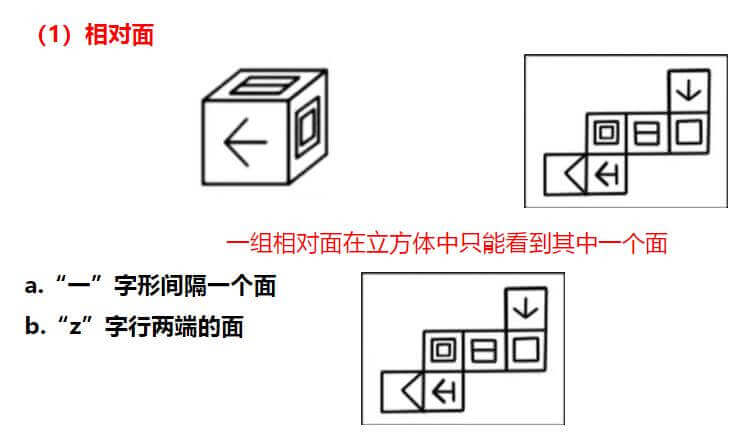 （1）相对面
一组相对面在立方体中只能看到其中一个面
a.“一”字形间隔一个面
b.“z”字行两端的面